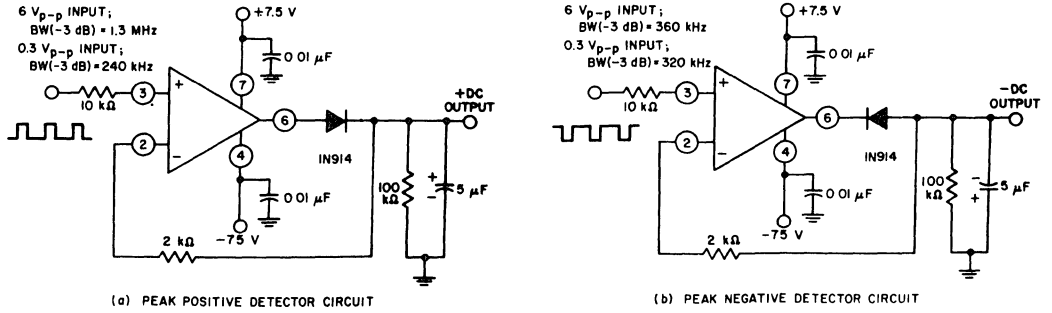 6 Vp-p INPUT;
BW(-3 dB) = 1.3 MHz
0.3 Vp-p INPUT;
BW(-3 dB) = 240 kHz
+7.5 V
0 01 µF
7
3
+
10 kΩ
2
−
6
4
IN914
+DC
OUTPUT
100
kΩ
+
−
5 µF
0 01 µF
−75 V
2 kΩ
(a) PEAK POSITIVE DETECTOR CIRCUIT
6 Vp-p INPUT;
BW(-3 dB) = 360 kHz
0.3 Vp-p INPUT;
BW(-3 dB) = 320 kHz
+7.5 V
0 01 µF
7
3
+
10 kΩ
2
−
6
4
IN914
−DC
OUTPUT
100
kΩ
−
+
5 µF
0 01 µF
−75 V
2 kΩ
(b) PEAK NEGATIVE DETECTOR CIRCUIT